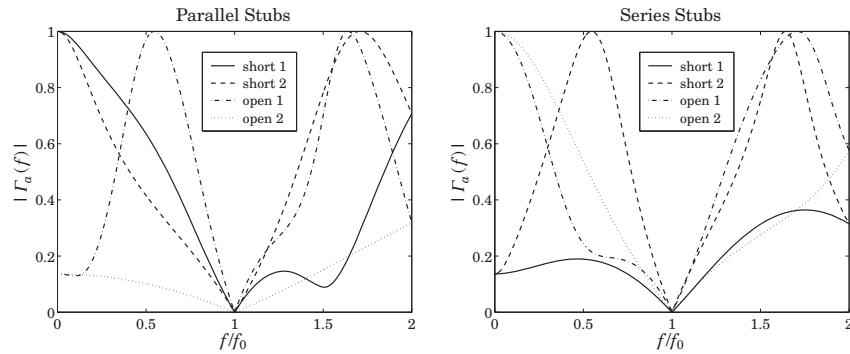 Parallel Stubs
1
0.8
0.6
0.4
0.2
0
| Γa (f) |
short 1
short 2
open 1
open 2
0
0.5
1
1.5
2
f/f0
Series Stubs
1
0.8
0.6
0.4
0.2
0
| Γa (f) |
short 1
short 2
open 1
open 2
0
0.5
1
1.5
2
f/f0